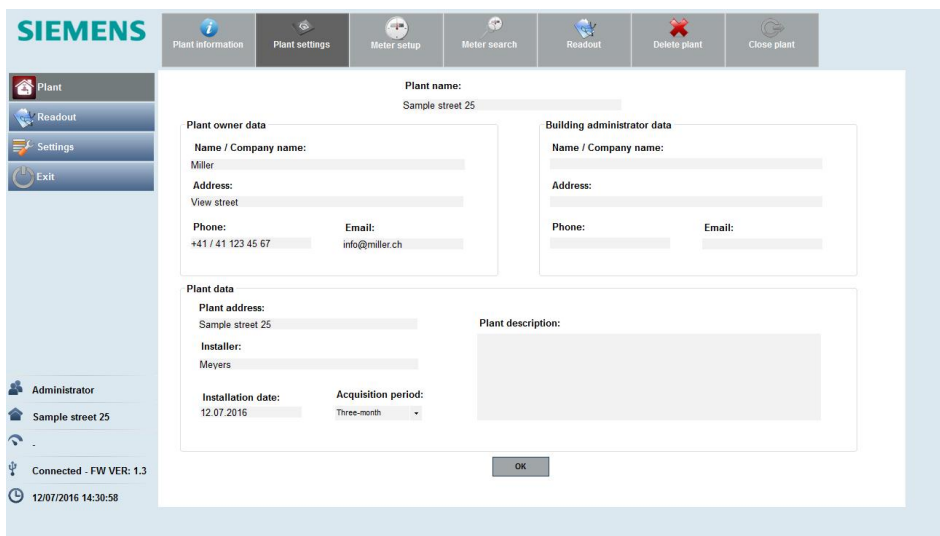 SIEMENS
Plant information
Plant settings
Meter setup
Meter search
Readout
Delete plant
Close plant
Plant
Readout
Settings
Exit
Plant name:
Sample street 25
Plant owner data
Name / Company name:
Miller
Address:
View street
Phone:
Email:
+41 / 41 123 45 67
info@miller.ch
Building administrator data
Name / Company name:
Address:
Phone:
Email:
Plant data
Plant address:
Sample street 25
Installer:
Meyers
Installation date:
Acquisition period:
12.07.2016
Three-month
Plant description:
OK
Administrator
Sample street 25
-
Connected - FW VER: 1.3
12/07/2016 14:30:58